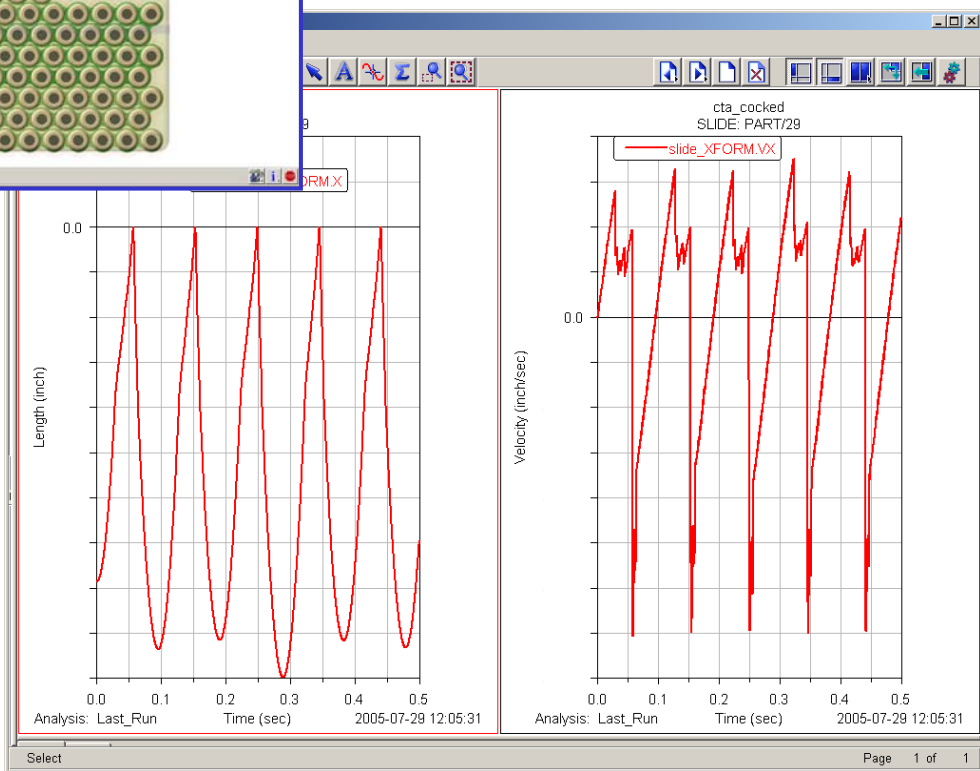 cta_cocked
SLIDE: PART/29
slide_XFORM.VX
9
ORM.X
0.0
Length (inch)
0.0 0.1 0.2 0.3 0.4 0.5
Analysis: Last_Run Time (sec) 2005-07-29 12:05:31
0.0
Velocity (inch/sec)
0.0 0.1 0.2 0.3 0.4 0.5
Analysis: Last_Run Time (sec) 2005-07-29 12:05:31
Select Page 1 of 1